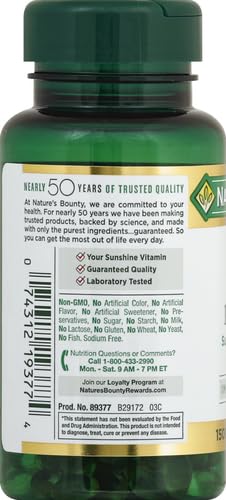 NEARLY 50 YEARS OF TRUSTED QUALITY
At Nature's Bounty, we are committed to your
health. For nearly 50 years we have been making
trusted products, backed by science, and made
with only the purest ingredients...guaranteed. So
you can get the most out of life every day.
Your Sunshine Vitamin
Guaranteed Quality
Laboratory Tested
Non-GMO, No Artificial Color, No Artificial
Flavor, No Artificial Sweetener, No Pre-
servatives, No Sugar, No Starch, No Milk,
No Lactose, No Gluten, No Wheat, No Yeast,
No Fish. Sodium Free.
Nutrition Questions or Comments?
Call 1-800-433-2990
Mon. - Sat. 9 AM - 7 PM ET
Join our Loyalty Program at
NaturesBountyRewards.com
Prod. No. 89377 B29172 03C
*This statement has not been evaluated by the Food
and Drug Administration. This product is not intended
to diagnose, treat, cure or prevent any disease.
0 74312 19377 4
NA
150